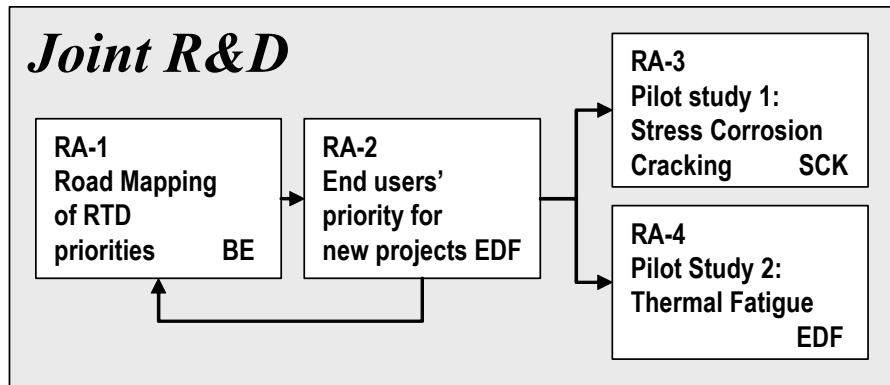 Joint R&D
RA-1
Road Mapping
of RTD
priorities BE
RA-2
End users’
priority for
new projects EDF
RA-3
Pilot study 1:
Stress Corrosion
Cracking SCK
RA-4
Pilot Study 2:
Thermal Fatigue
EDF